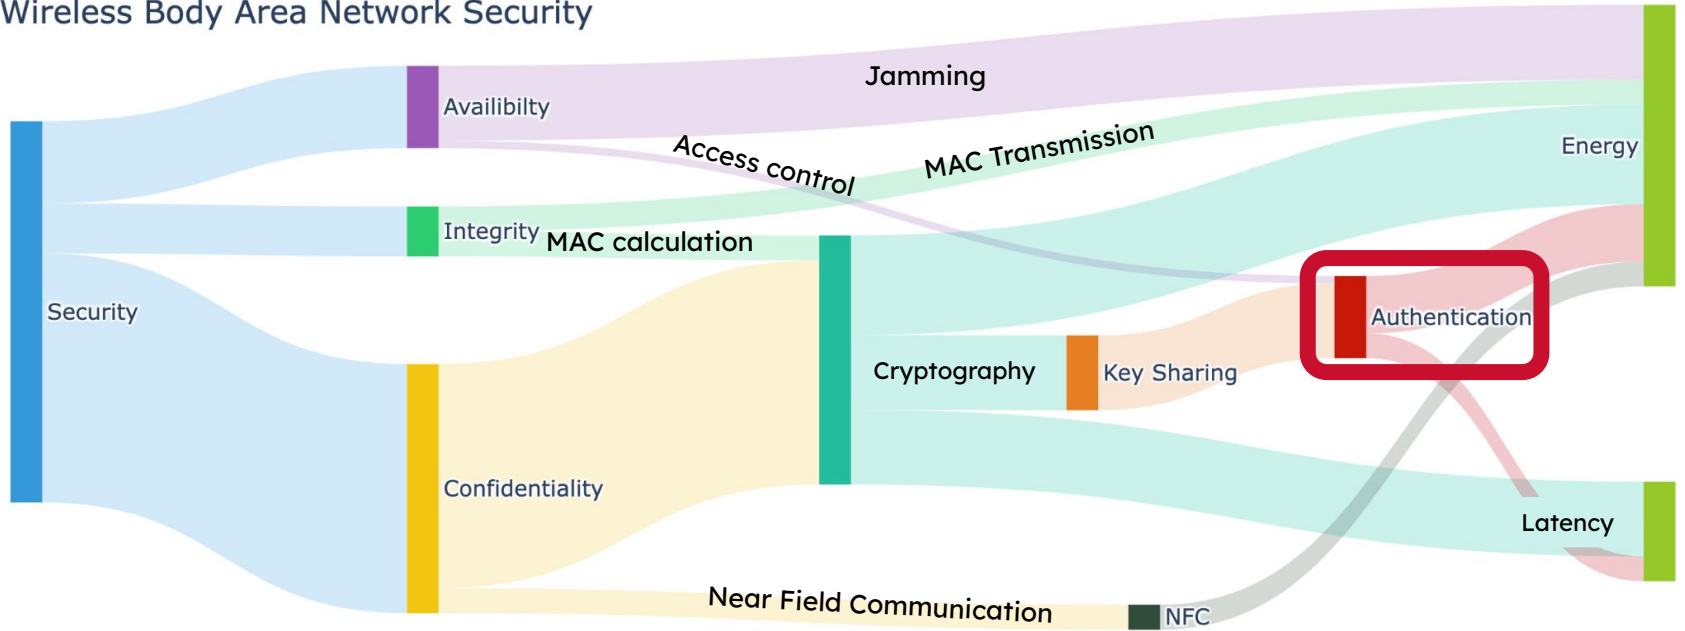 Wireless Body Area Network Security
Jamming
Availibilty
Access control
MAC Transmission
Energy
Integrity
MAC calculation
Security
Authentication
Cryptography
Key Sharing
Confidentiality
Latency
Near Field Communication
NFC